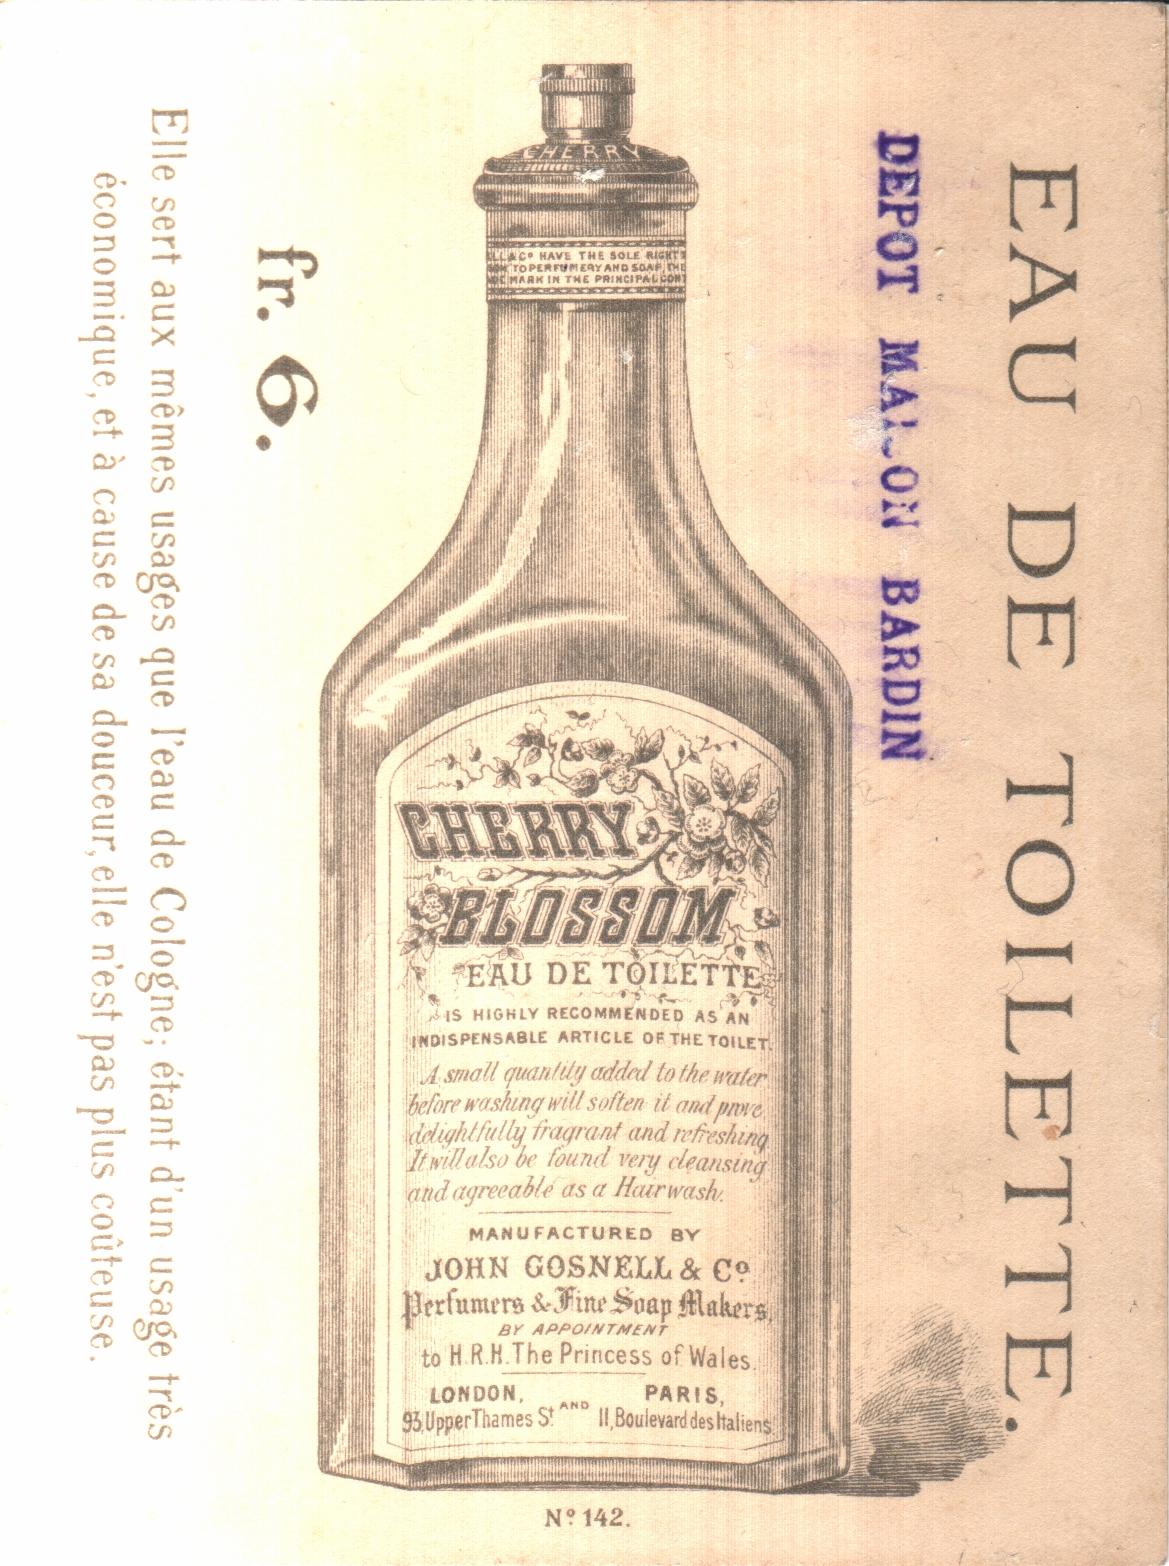 EAU DE TOILETTE.
DEPOT MALON BARDIN
CHERRY
ELL & Cº HAVE THE SOLE RIGHT
TO PERFUMERY AND SOAP, THE
MARK IN THE PRINCIPAL CONT
CHERRY
BLOSSOM
EAU DE TOILETTE
IS HIGHLY RECOMMENDED AS AN
INDISPENSABLE ARTICLE OF THE TOILET.
A small quantity added to the water
before washing will soften it and prove
delightfully fragrant and refreshing
It will also be found very cleansing
and agreeable as a Hairwash.
MANUFACTURED BY
JOHN GOSNELL & Cº
Perfumers & Fine Soap Makers,
BY APPOINTMENT
to H.R.H. The Princess of Wales.
LONDON, AND PARIS,
93, Upper Thames St 11, Boulevard des Italiens.
Nº 142.
fr. 6.
Elle sert aux mêmes usages que l'eau de Cologne; étant d'un usage très
économique, et à cause de sa douceur, elle n'est pas plus coûteuse.